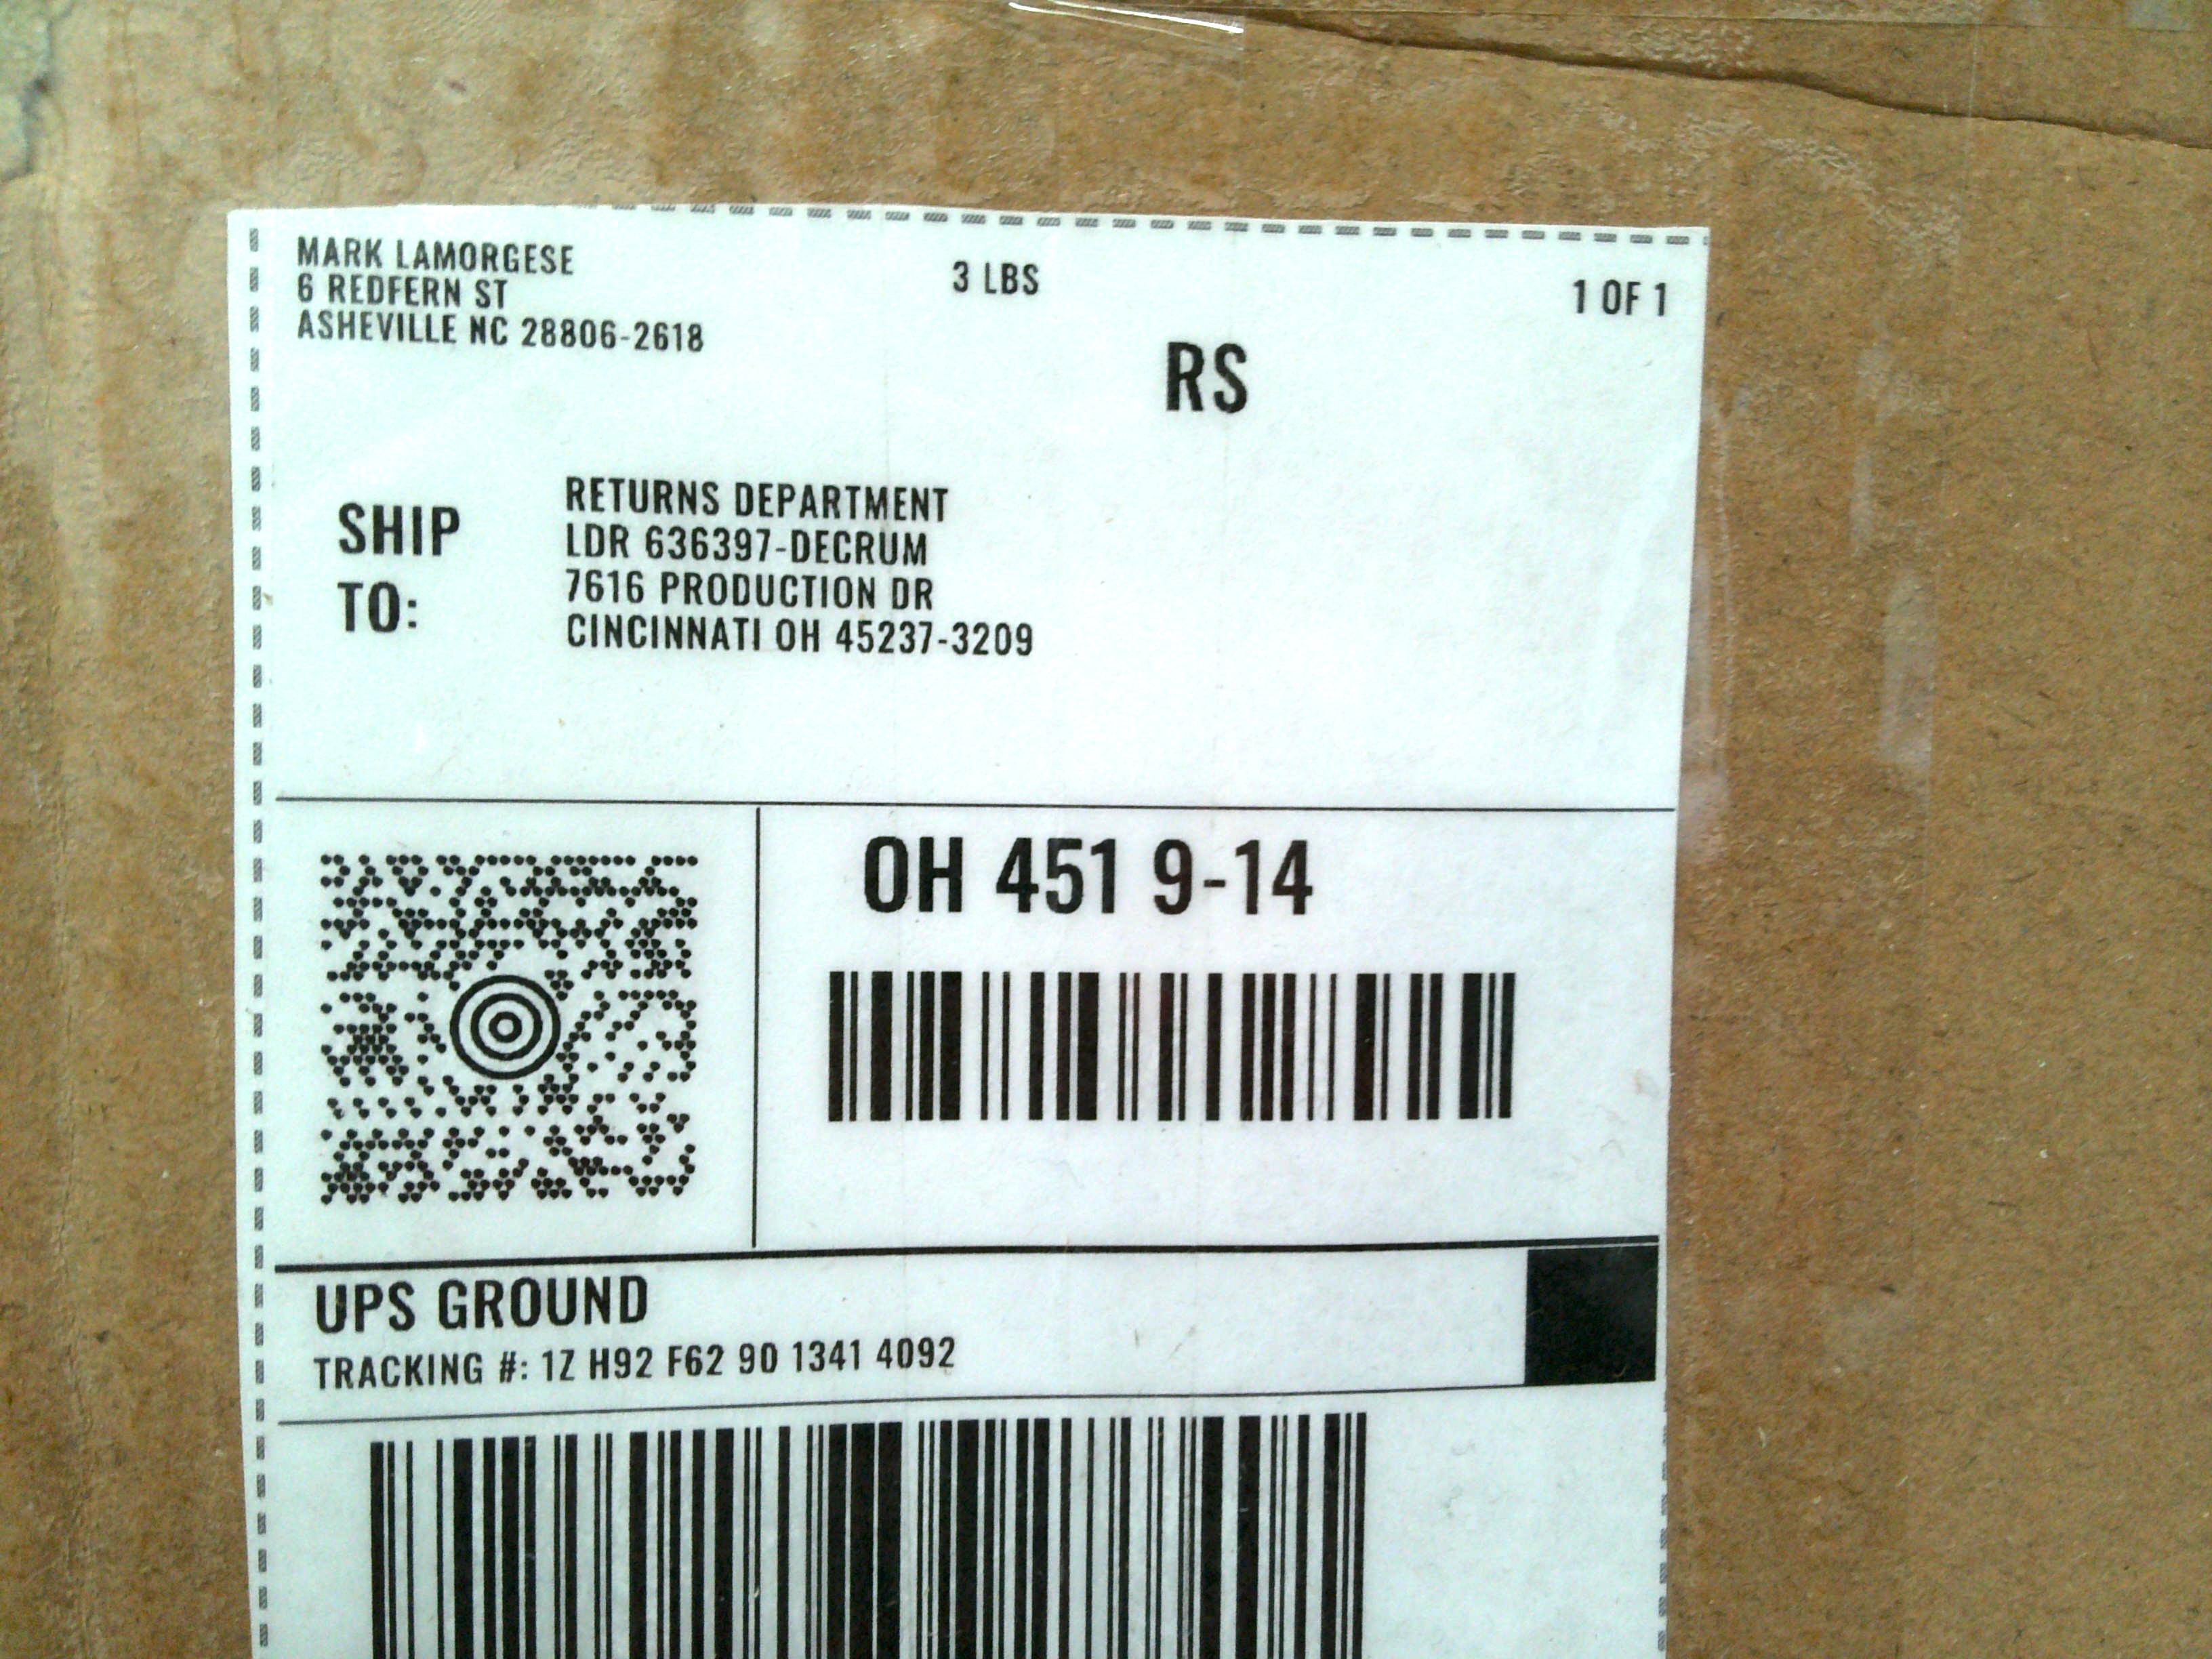 MARK LAMORGESE
6 REDFERN ST
ASHEVILLE NC 28806-2618
3 LBS
1 OF 1
RS
SHIP TO:
RETURNS DEPARTMENT
LDR 636397-DECRUM
7616 PRODUCTION DR
CINCINNATI OH 45237-3209
OH 451 9-14
UPS GROUND
TRACKING #: 1Z H92 F62 90 1341 4092